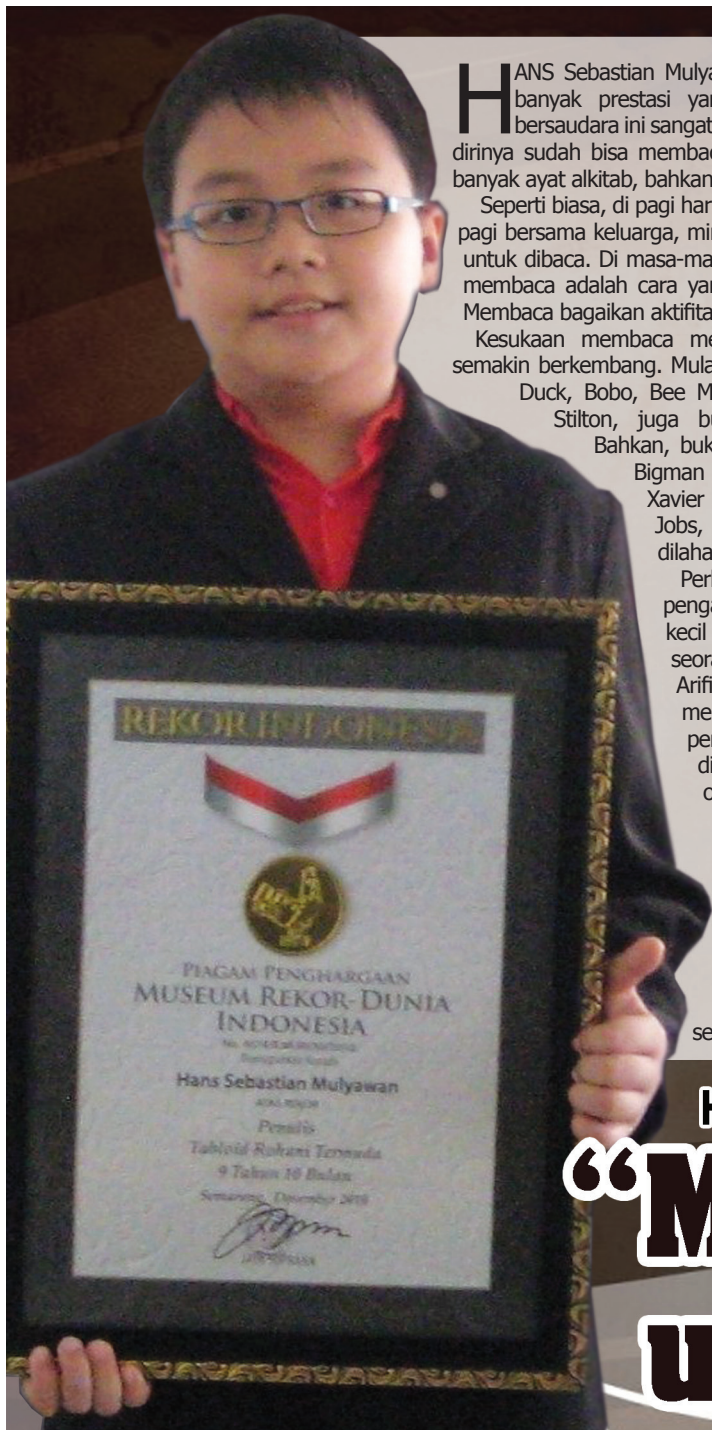 HANS Sebastian Mulya
banyak prestasi yan
bersaudara ini sangat
dirinya sudah bisa membac
banyak ayat alkitab, bahkan
Seperti biasa, di pagi har
pagi bersama keluarga, min
untuk dibaca. Di masa-ma
membaca adalah cara yan
Membaca bagaikan aktifita
Kesukaan membaca me
semakin berkembang. Mula
Duck, Bobo, Bee M
Stilton, juga bu
Bahkan, buk
Bigman
Xavier
Jobs,
dilaha
Perl
penga
kecil
seora
Arifi
me
per
di
o
se
REKOR INDONESIA
PIAGAM PENGHARGAAN
MUSEUM REKOR-DUNIA
INDONESIA
Hans Sebastian Mulyawan
Penulis
Tabloid Rohani Termuda
9 Tahun 10 Bulan
Semarang, Desember 2010
H
“M
u